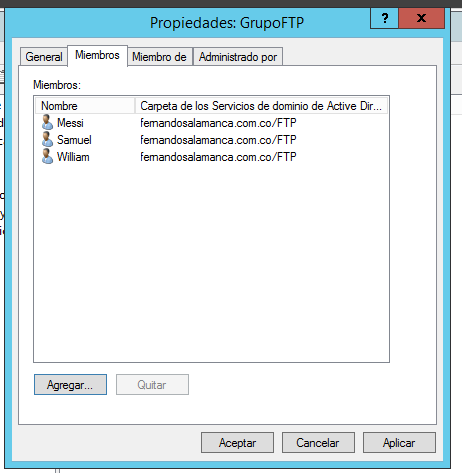 Propiedades: GrupoFTP
? x
General Miembros Miembro de Administrado por
Miembros:
Nombre Carpeta de los Servicios de dominio de Active Dir...
Messi fernandosalamanca.com.co/FTP
Samuel fernandosalamanca.com.co/FTP
William fernandosalamanca.com.co/FTP
Agregar... Quitar
Aceptar Cancelar Aplicar